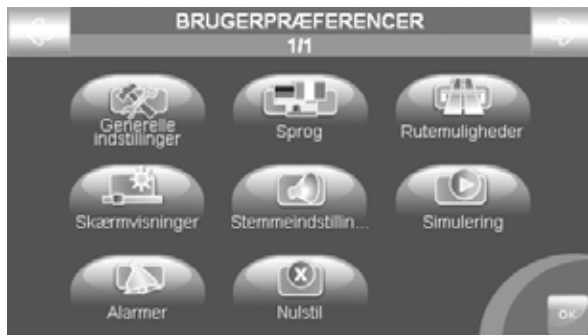 BRUGERPRÆFERENCER
1/1
Generelle
indstillinger
Sprog
Rutemuligheder
Skærmvisninger
Stemmeindstillin...
Simulering
Alarmer
Nulstil
OK